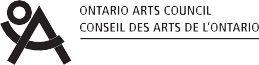 ONTARIO ARTS COUNCIL
CONSEIL DES ARTS DE L'ONTARIO